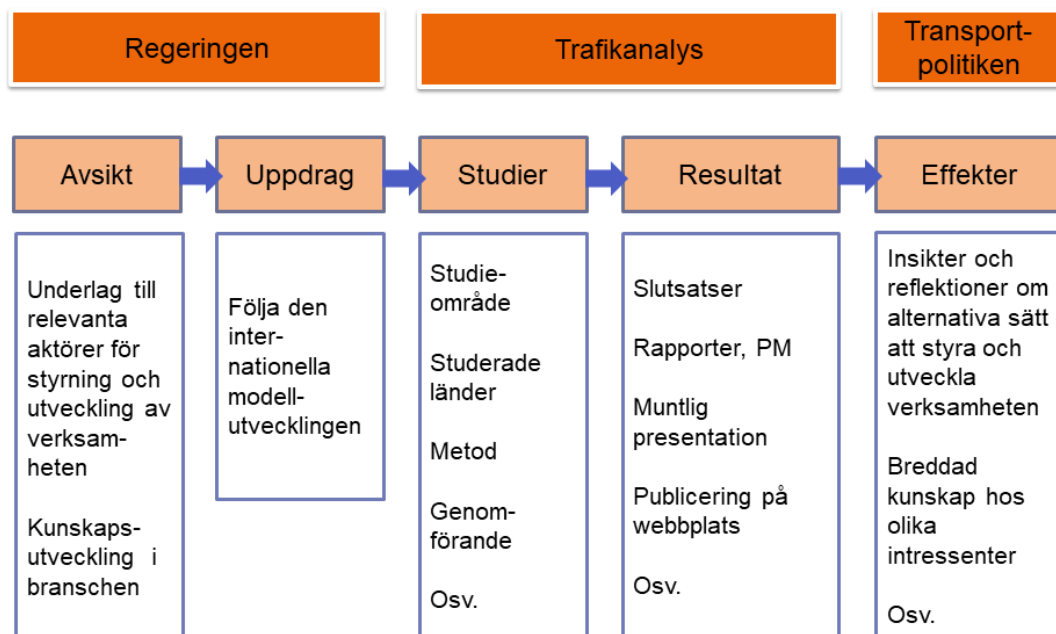 Regeringen
Trafikanalys
Transport-
politiken
Avsikt
Uppdrag
Studier
Resultat
Effekter
Underlag till
relevanta
aktörer för
styrning och
utveckling av
verksam-
heten
Kunskaps-
utveckling i
branschen
Följa den
inter-
nationella
modell-
utvecklingen
Studie-
område
Studerade
länder
Metod
Genom-
förande
Osv.
Slutsatser
Rapporter, PM
Muntlig
presentation
Publicering på
webbplats
Osv.
Insikter och
reflektioner om
alternativa sätt
att styra och
utveckla
verksamheten
Breddad
kunskap hos
olika
intressenter
Osv.